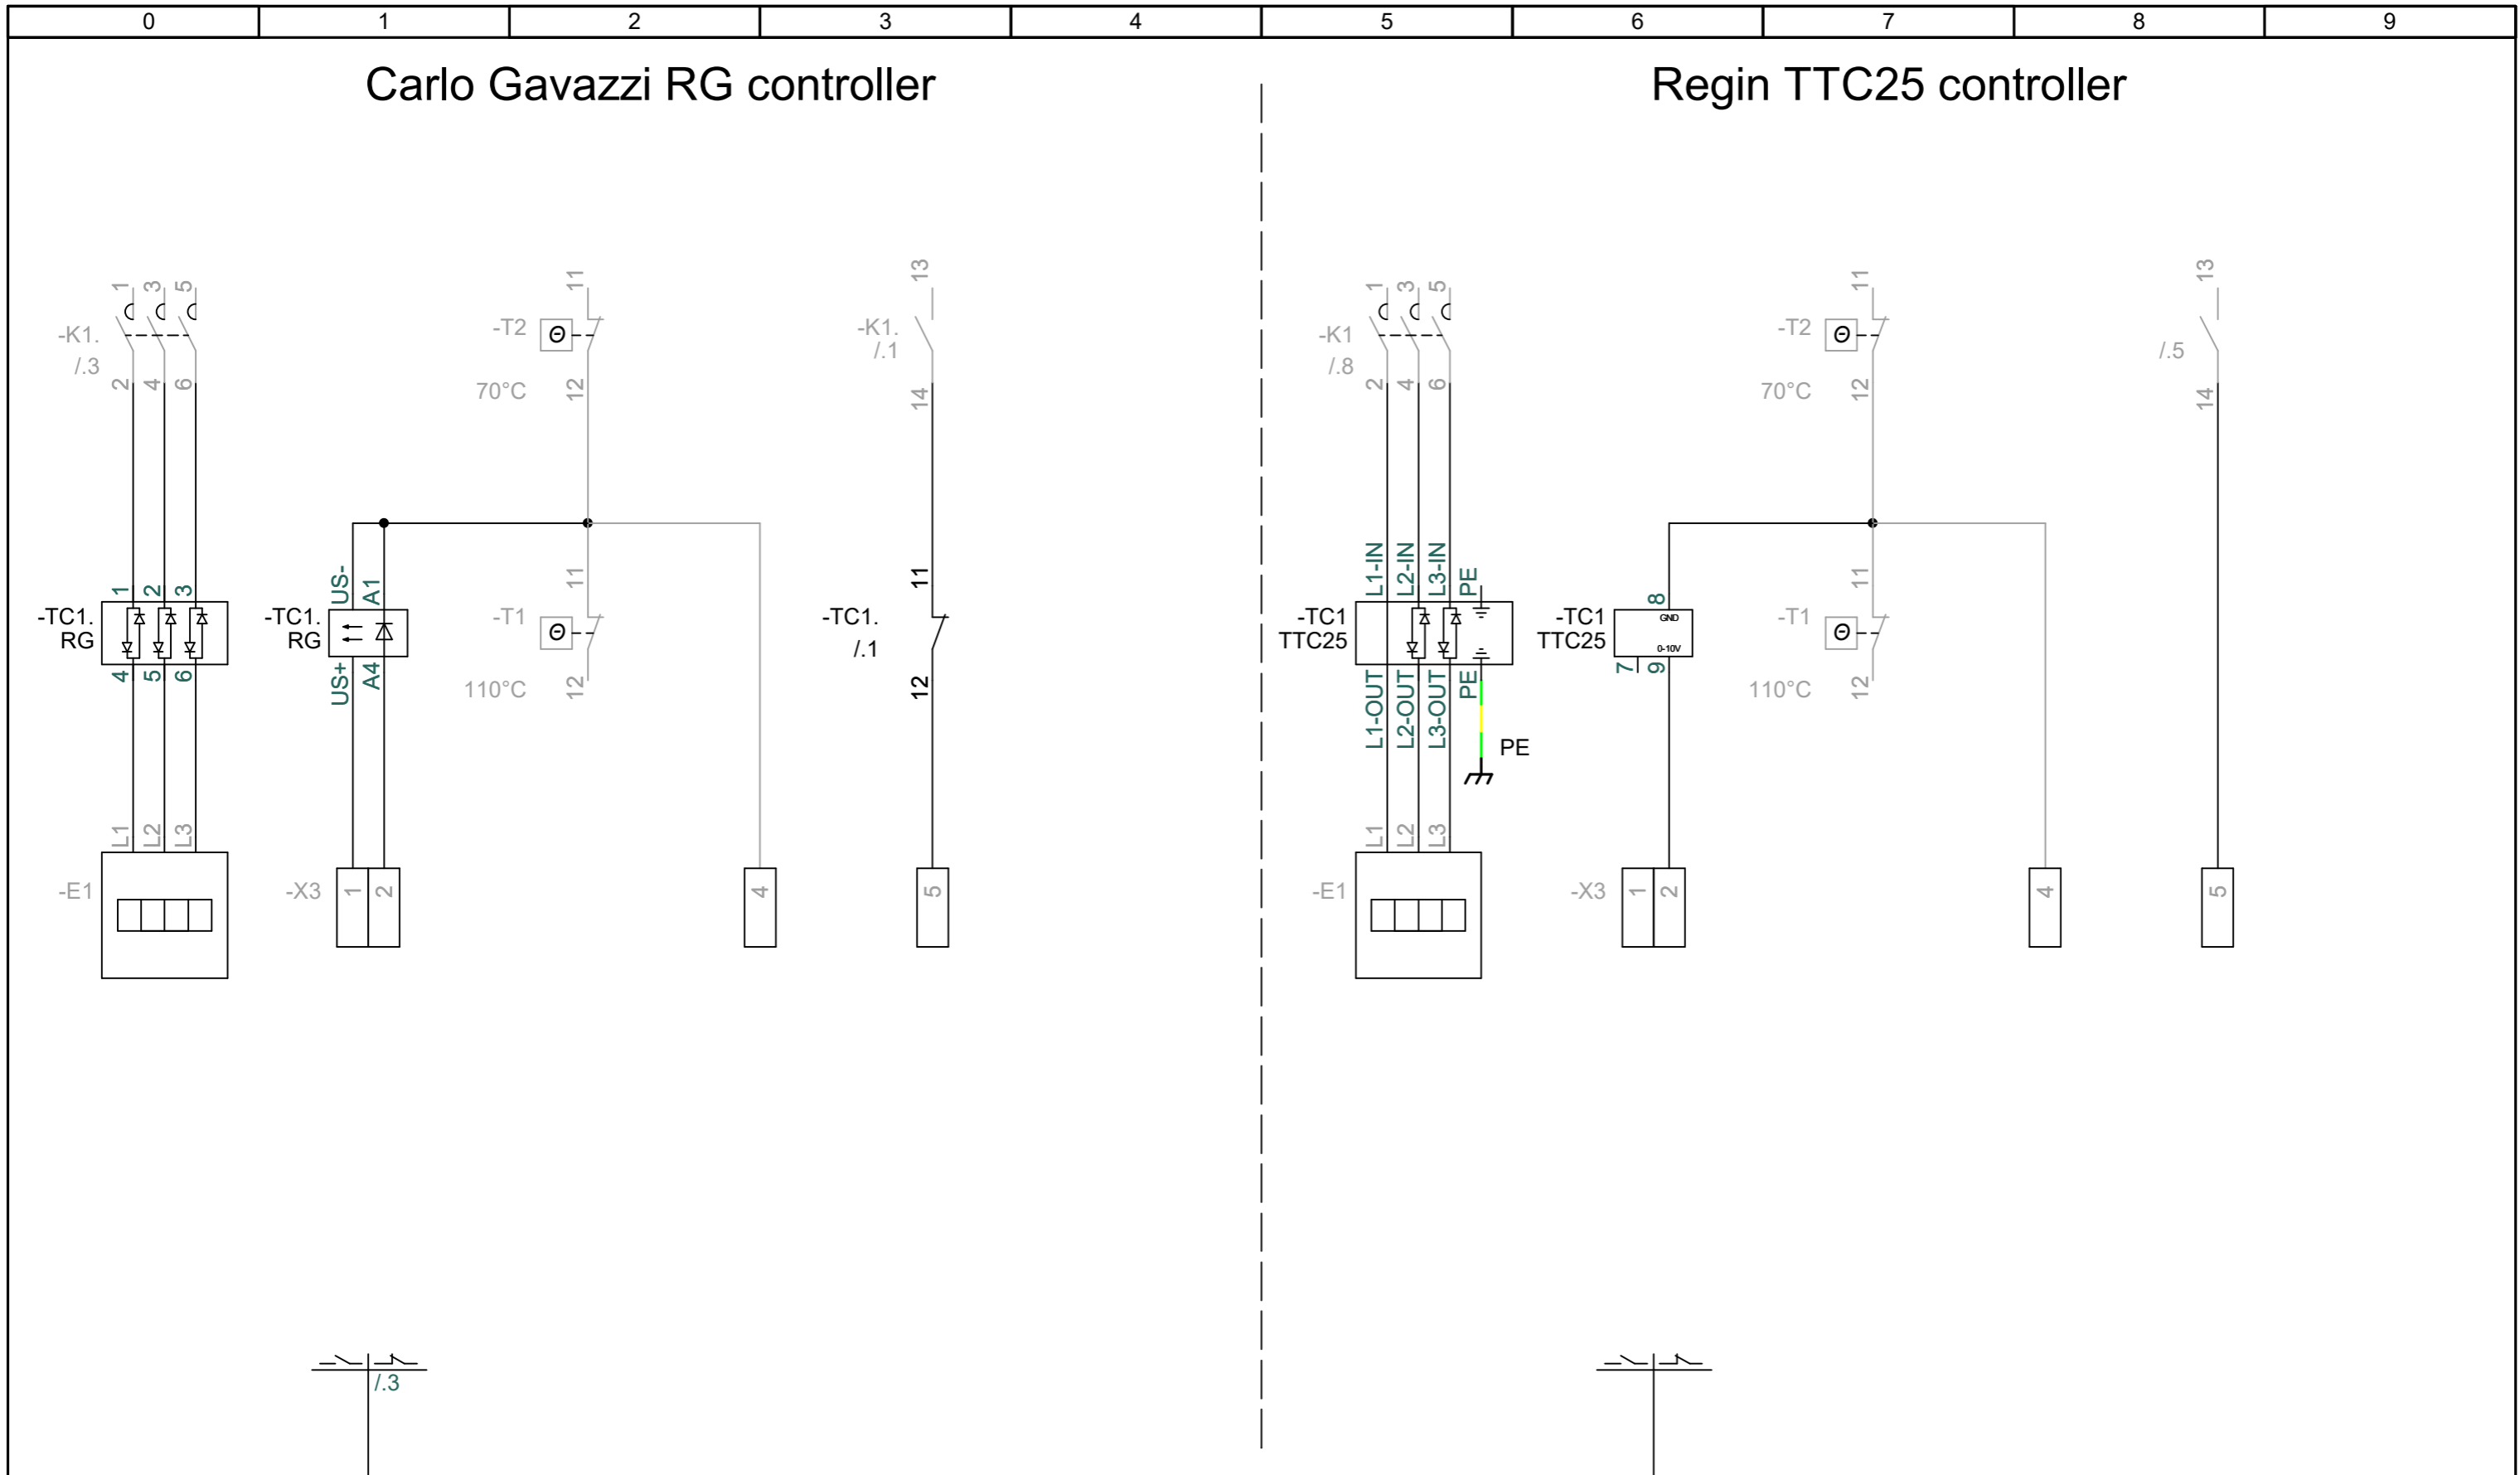 0 1 2 3 4 5 6 7 8 9
Carlo Gavazzi RG controller
Regin TTC25 controller
1 3 5
-K1.
/.3
2 4 6
11
-T2
70°C
12
13
-K1.
/.1
14
US- A1
1 2 3
-TC1.
RG
4 5 6
-TC1.
RG
US+ A4
11
-T1
110°C
12
11
-TC1.
/.1
12
L1 L2 L3
-E1
-X3
1 2
4
5
/.3
1 3 5
-K1
/.8
2 4 6
11
-T2
70°C
12
13
/.5
14
L1-IN L2-IN L3-IN PE
-TC1
TTC25
L1-OUT L2-OUT L3-OUT PE
PE
8
GND
-TC1
TTC25
0-10V
7 9
11
-T1
110°C
12
L1 L2 L3
-E1
-X3
1 2
4
5